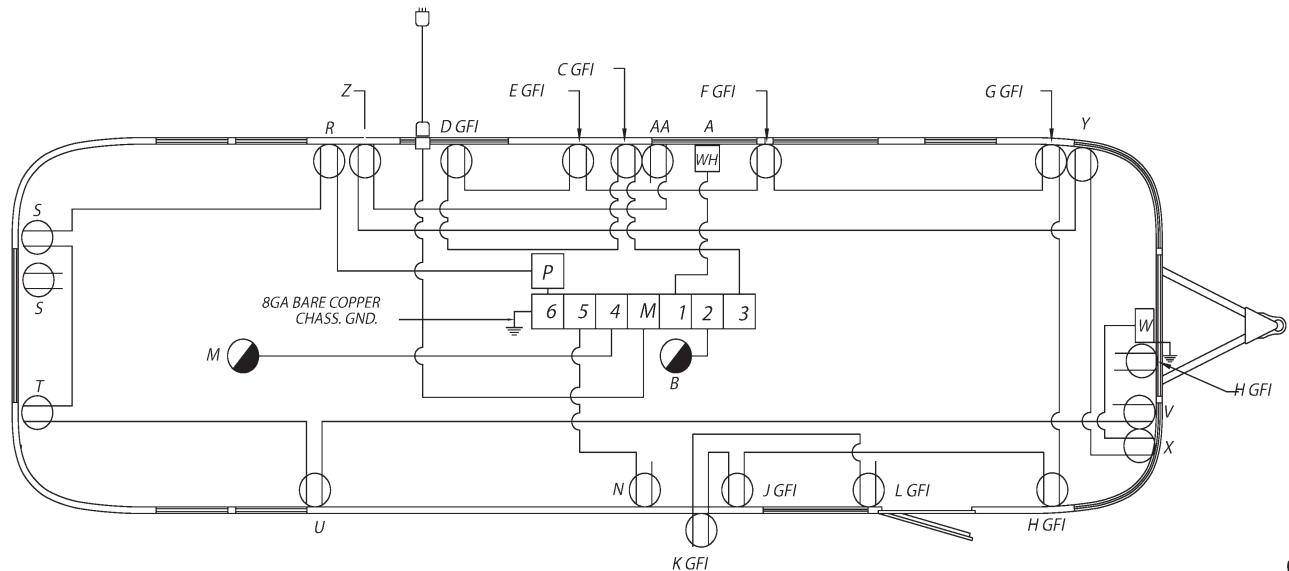 C GFI
Z
E GFI
F GFI
G GFI
R
D GFI
AA
A
Y
WH
S
P
S
8GA BARE COPPER
CHASS. GND.
6
5
4
M
1
2
3
W
M
B
T
H GFI
V
X
N
J GFI
L GFI
U
H GFI
K GFI